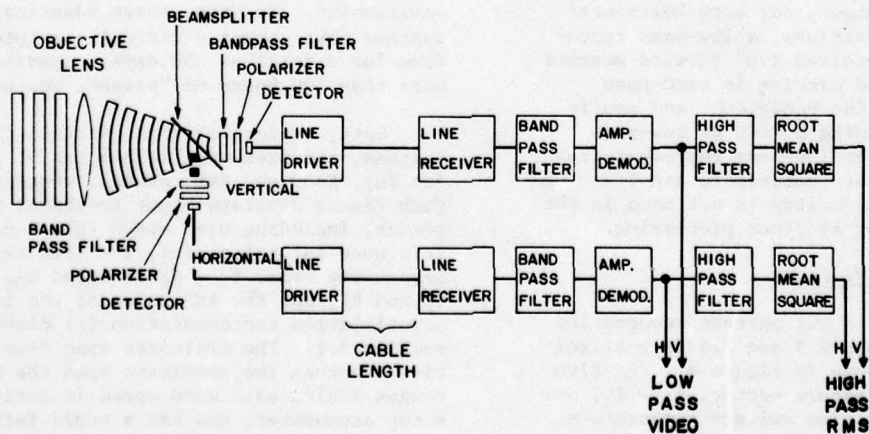 BEAMSPLITTER
OBJECTIVE
LENS
BANDPASS FILTER
POLARIZER
DETECTOR
LINE
DRIVER
LINE
RECEIVER
BAND
PASS
FILTER
AMP.
DEMOD.
HIGH
PASS
FILTER
ROOT
MEAN
SQUARE
VERTICAL
BAND
PASS FILTER
POLARIZER
DETECTOR
HORIZONTAL
LINE
DRIVER
LINE
RECEIVER
BAND
PASS
FILTER
AMP.
DEMOD.
HIGH
PASS
FILTER
ROOT
MEAN
SQUARE
CABLE
LENGTH
H V
LOW
PASS
VIDEO
H V
HIGH
PASS
RMS